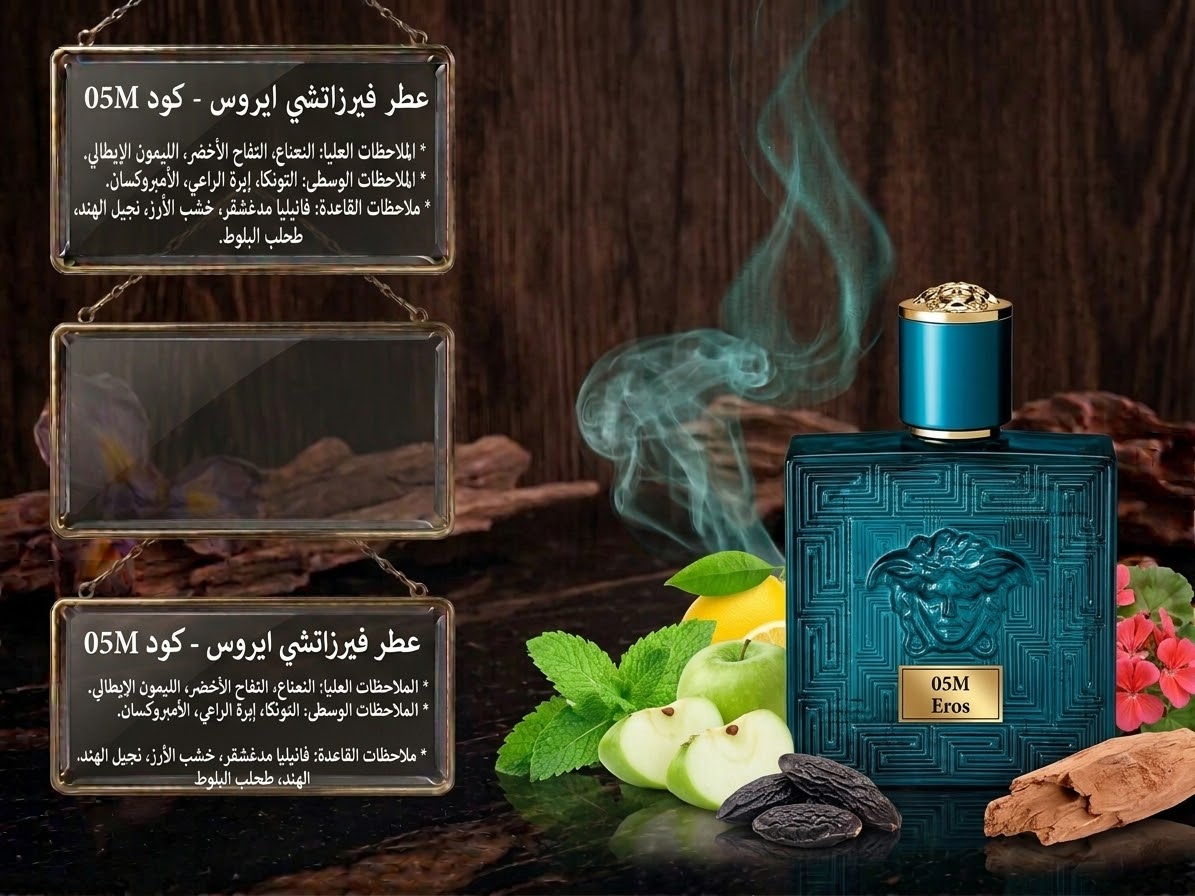 عطر فيرزاتشي ايروس - كود 05M
* الملاحظات العليا: النعناع، التفاح الأخضر، الليمون الإيطالي.
* الملاحظات الوسطى: التونكا، إبرة الراعي، الأمبروكسان.
* ملاحظات القاعدة: فانيليا مدغشقر، خشب الأرز، نجيل الهند،
طحلب البلوط.
عطر فيرزاتشي ايروس - كود 05M
* الملاحظات العليا: النعناع، التفاح الأخضر، الليمون الإيطالي.
* الملاحظات الوسطى: التونكا، إبرة الراعي، الأمبروكسان.
* ملاحظات القاعدة: فانيليا مدغشقر، خشب الأرز، نجيل الهند،
الهند، طحلب البلوط
05M
Eros